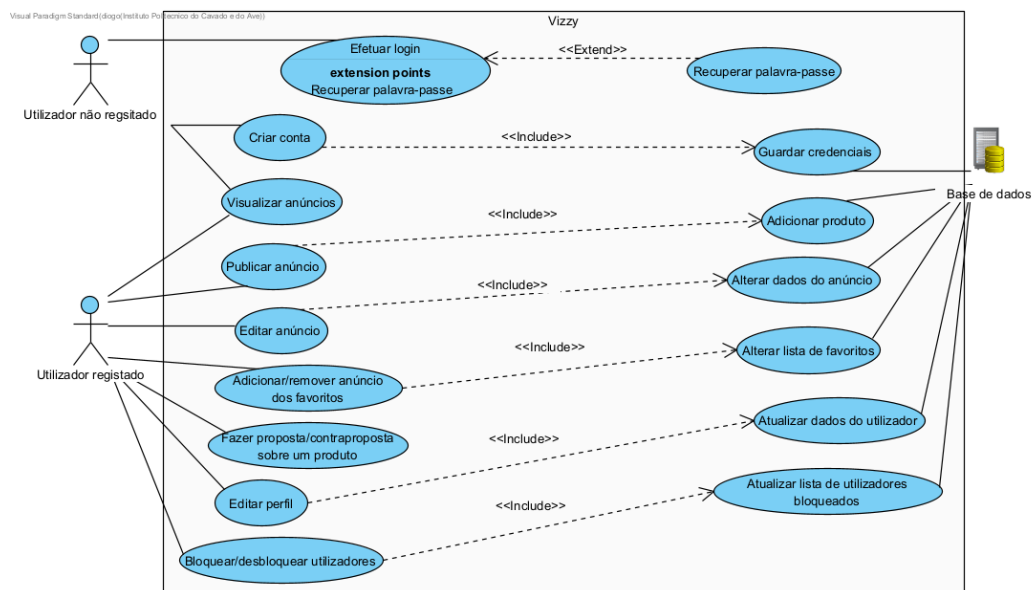 Visual Paradigm Standard(diogo(Instituto Politecnico do Cavado e do Ave))
Vizzy
Efetuar login
extension points
Recuperar palavra-passe
<<Extend>>
Recuperar palavra-passe
Utilizador não regsitado
Criar conta
<<Include>>
Guardar credenciais
Base de dados
Visualizar anúncios
<<Include>>
Adicionar produto
Publicar anúncio
<<Include>>
Alterar dados do anúncio
Editar anúncio
<<Include>>
Alterar lista de favoritos
Utilizador registado
Adicionar/remover anúncio
dos favoritos
Fazer proposta/contraproposta
sobre um produto
<<Include>>
Atualizar dados do utilizador
Editar perfil
<<Include>>
Atualizar lista de utilizadores
bloqueados
Bloquear/desbloquear utilizadores